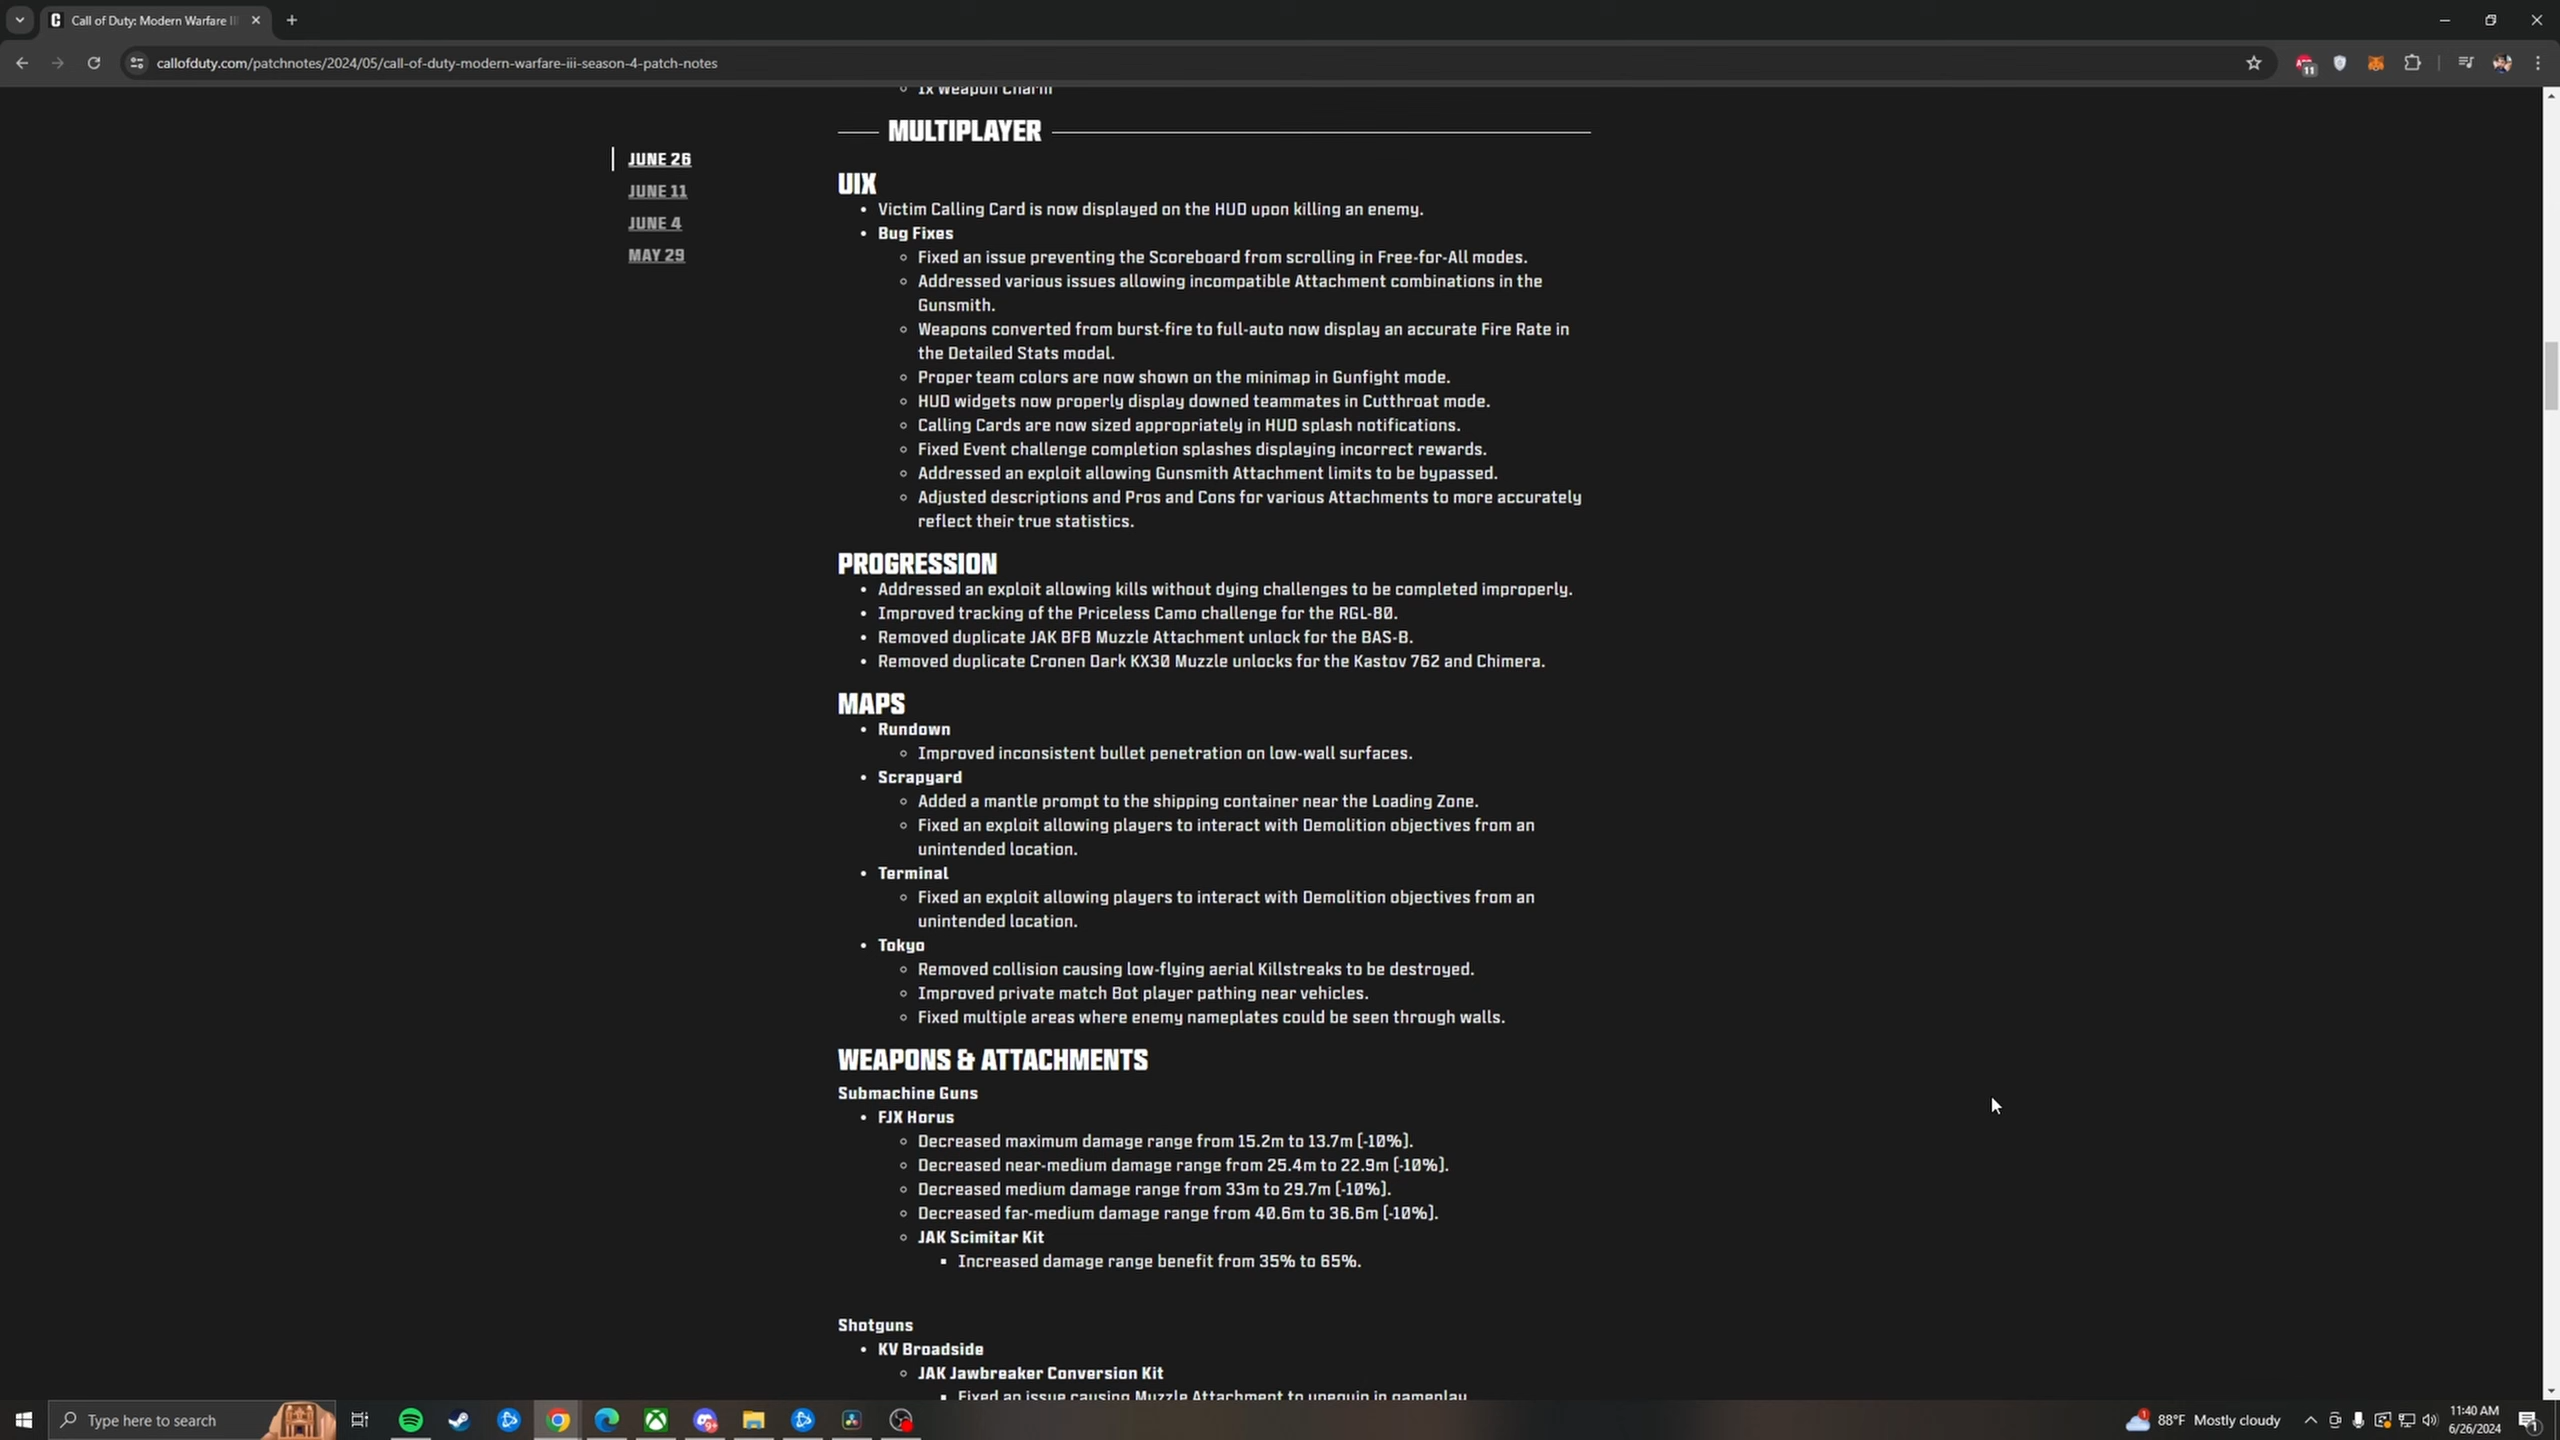 Call of Duty: Modern Warfare II
callofduty.com/patchnotes/2024/05/call-of-duty-modern-warfare-iii-season-4-patch-notes
11
1x Weapon Charm
MULTIPLAYER
JUNE 26
JUNE 11
JUNE 4
MAY 29
UIX
• Victim Calling Card is now displayed on the HUD upon killing an enemy.
• Bug Fixes
◦ Fixed an issue preventing the Scoreboard from scrolling in Free-for-All modes.
◦ Addressed various issues allowing incompatible Attachment combinations in the
Gunsmith.
◦ Weapons converted from burst-fire to full-auto now display an accurate Fire Rate in
the Detailed Stats modal.
◦ Proper team colors are now shown on the minimap in Gunfight mode.
◦ HUD widgets now properly display downed teammates in Cutthroat mode.
◦ Calling Cards are now sized appropriately in HUD splash notifications.
◦ Fixed Event challenge completion splashes displaying incorrect rewards.
◦ Addressed an exploit allowing Gunsmith Attachment limits to be bypassed.
◦ Adjusted descriptions and Pros and Cons for various Attachments to more accurately
reflect their true statistics.
PROGRESSION
• Addressed an exploit allowing kills without dying challenges to be completed improperly.
• Improved tracking of the Priceless Camo challenge for the RGL-80.
• Removed duplicate JAK BFB Muzzle Attachment unlock for the BAS-B.
• Removed duplicate Cronen Dark KX30 Muzzle unlocks for the Kastov 762 and Chimera.
MAPS
• Rundown
◦ Improved inconsistent bullet penetration on low-wall surfaces.
• Scrapyard
◦ Added a mantle prompt to the shipping container near the Loading Zone.
◦ Fixed an exploit allowing players to interact with Demolition objectives from an
unintended location.
• Terminal
◦ Fixed an exploit allowing players to interact with Demolition objectives from an
unintended location.
• Tokyo
◦ Removed collision causing low-flying aerial Killstreaks to be destroyed.
◦ Improved private match Bot player pathing near vehicles.
◦ Fixed multiple areas where enemy nameplates could be seen through walls.
WEAPONS & ATTACHMENTS
Submachine Guns
• FJX Horus
◦ Decreased maximum damage range from 15.2m to 13.7m (-10%).
◦ Decreased near-medium damage range from 25.4m to 22.9m (-10%).
◦ Decreased medium damage range from 33m to 29.7m (-10%).
◦ Decreased far-medium damage range from 40.6m to 36.6m (-10%).
◦ JAK Scimitar Kit
▪ Increased damage range benefit from 35% to 65%.
Shotguns
• KV Broadside
◦ JAK Jawbreaker Conversion Kit
▪ Fixed an issue causing Muzzle Attachment to unequip in gameplay.
Type here to search
88°F Mostly cloudy
11:40 AM
6/26/2024